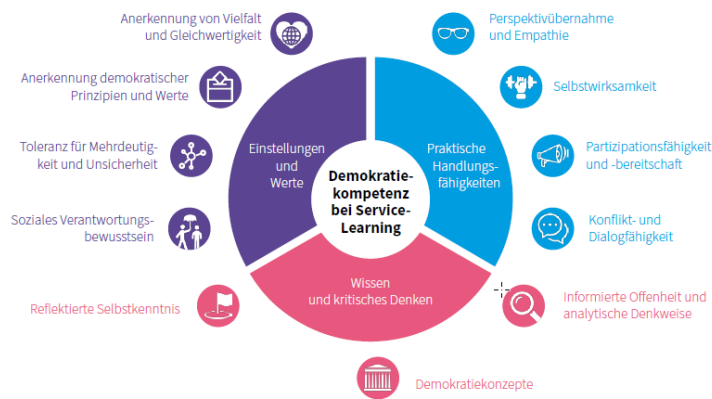 Anerkennung von Vielfalt
und Gleichwertigkeit
Perspektivübernahme
und Empathie
Anerkennung demokratischer
Prinzipien und Werte
Selbstwirksamkeit
Toleranz für Mehrdeutig-
keit und Unsicherheit
Einstellungen
und
Werte
Praktische
Handlungs-
fähigkeiten
Partizipationsfähigkeit
und -bereitschaft
Demokratie-
kompetenz
bei Service-
Learning
Soziales Verantwortungs-
bewusstsein
Konflikt- und
Dialogfähigkeit
Wissen
und kritisches Denken
Reflektierte Selbstkenntnis
Informierte Offenheit und
analytische Denkweise
Demokratiekonzepte